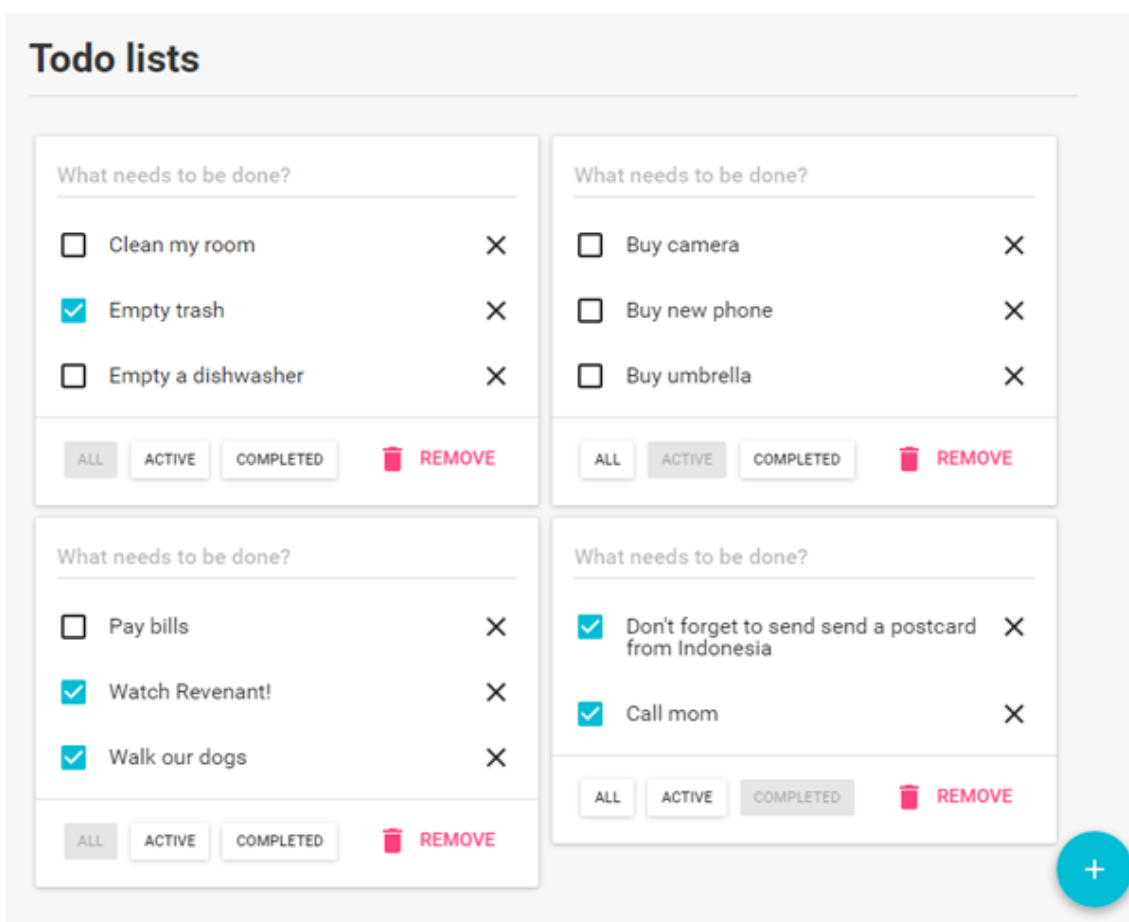 Todo lists
What needs to be done?
Clean my room
Empty trash
Empty a dishwasher
ALL ACTIVE COMPLETED REMOVE
What needs to be done?
Buy camera
Buy new phone
Buy umbrella
ALL ACTIVE COMPLETED REMOVE
What needs to be done?
Pay bills
Watch Revenant!
Walk our dogs
ALL ACTIVE COMPLETED REMOVE
What needs to be done?
Don't forget to send send a postcard
from Indonesia
Call mom
ALL ACTIVE COMPLETED REMOVE